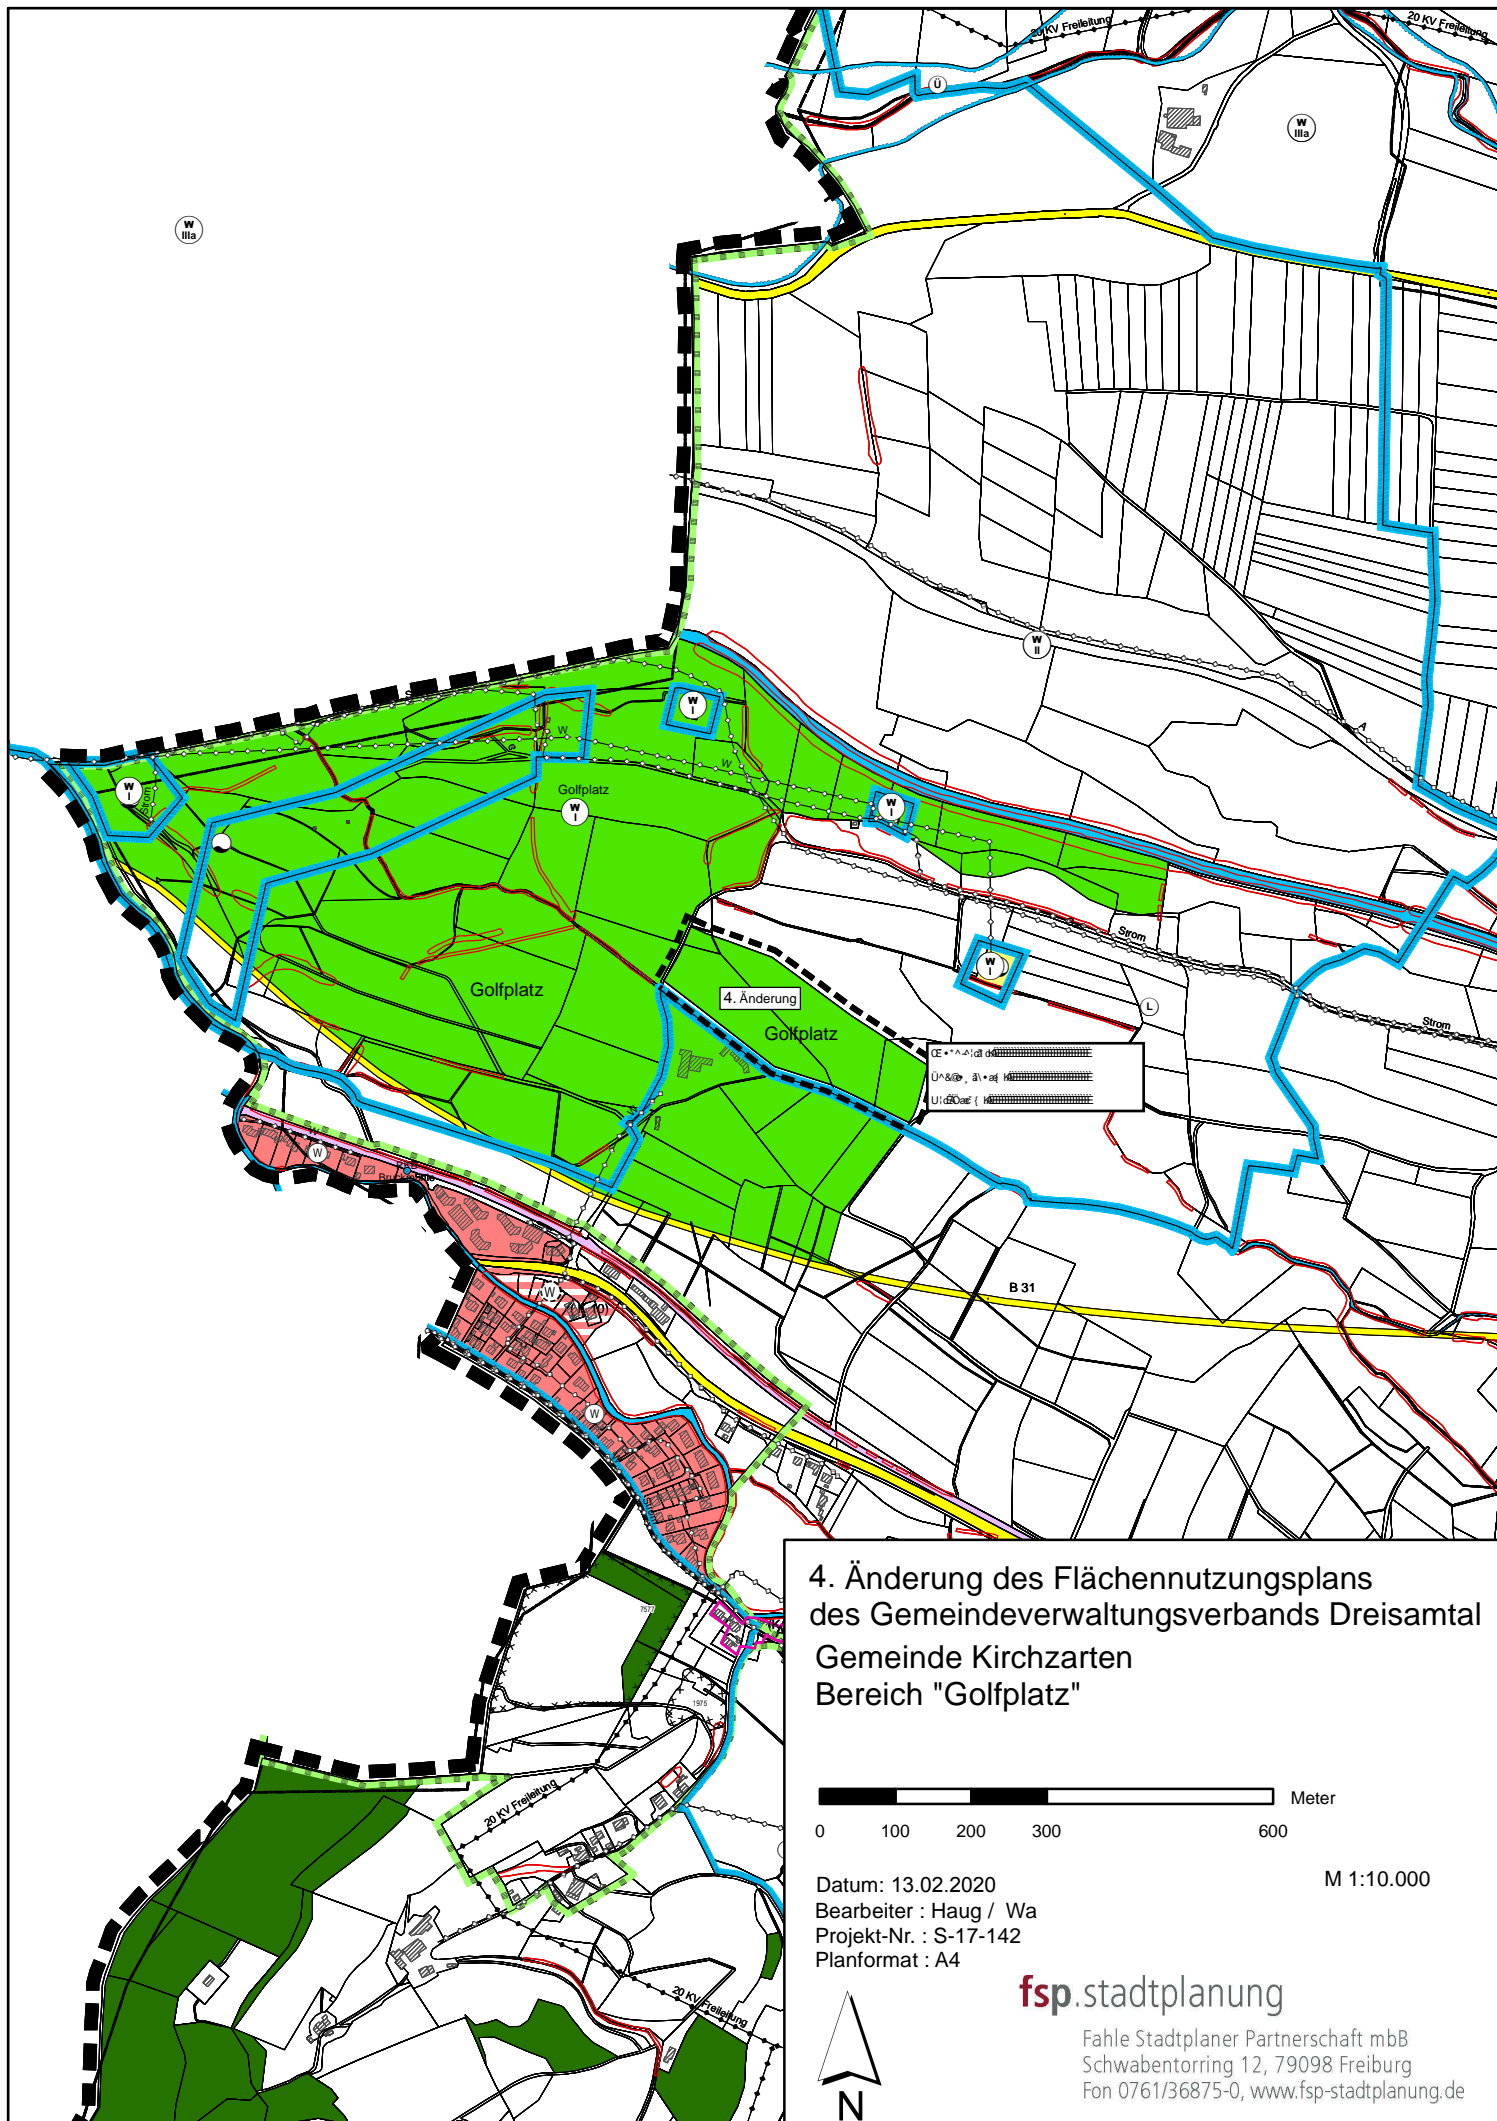 20 KV Freileitung
20 KV Freileitung
Ü
W
IIIa
W
IIIa
W
II
A
W
I
W
W
W
I
Strom
Golfplatz
W
I
W
I
Strom
W
I
Golfplatz
4. Änderung
Golfplatz
L
Strom
W
W
B 31
W
W
7577
1975
20 KV Freileitung
20 KV Freileitung
4. Änderung des Flächennutzungsplans
des Gemeindeverwaltungsverbands Dreisamtal
Gemeinde Kirchzarten
Bereich "Golfplatz"
Meter
0 100 200 300 600
M 1:10.000
Datum: 13.02.2020
Bearbeiter : Haug / Wa
Projekt-Nr. : S-17-142
Planformat : A4
fsp.stadtplanung
Fahle Stadtplaner Partnerschaft mbB
Schwabentorring 12, 79098 Freiburg
Fon 0761/36875-0, www.fsp-stadtplanung.de
N